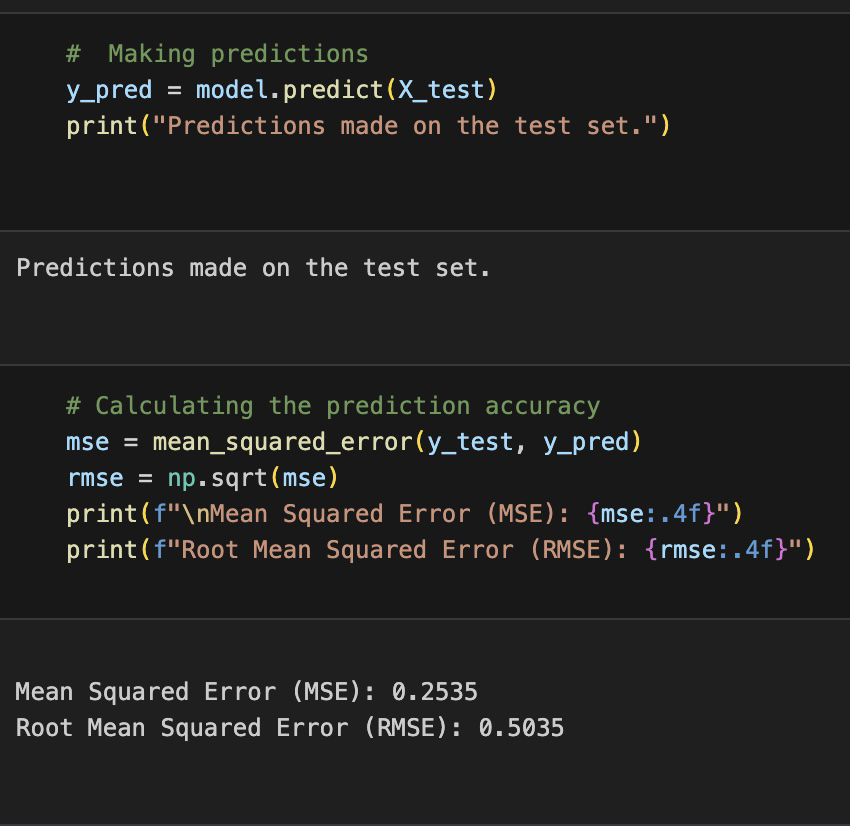 #  Making predictions
y_pred = model.predict(X_test)
print("Predictions made on the test set.")
Predictions made on the test set.
# Calculating the prediction accuracy
mse = mean_squared_error(y_test, y_pred)
rmse = np.sqrt(mse)
print(f"\nMean Squared Error (MSE): {mse:.4f}")
print(f"Root Mean Squared Error (RMSE): {rmse:.4f}")
Mean Squared Error (MSE): 0.2535
Root Mean Squared Error (RMSE): 0.5035